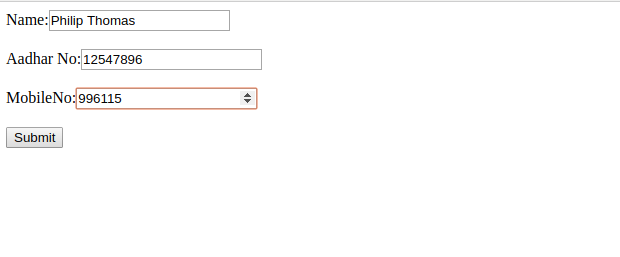 Name:Philip Thomas
Aadhar No:12547896
MobileNo:996115
Submit